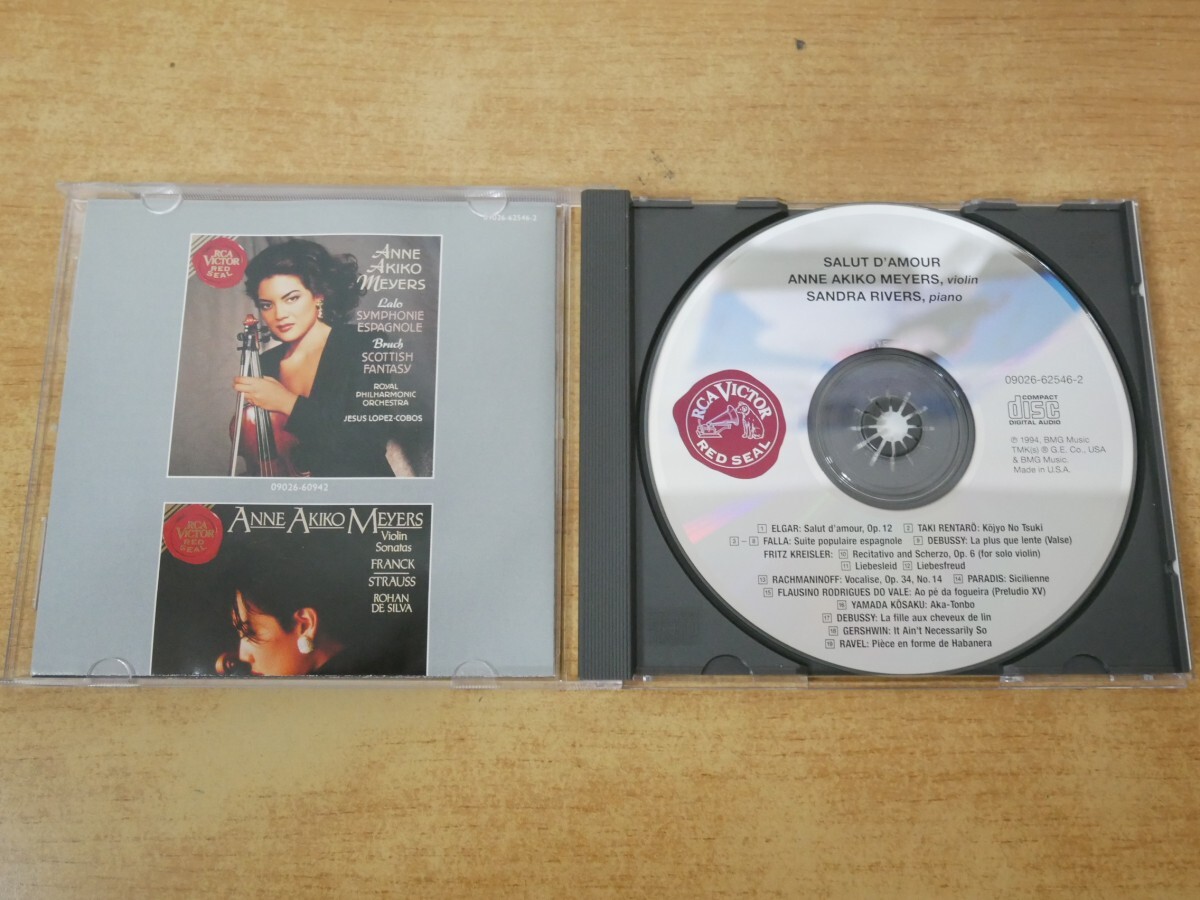 09026-62546-2
RCA
VICTOR
RED SEAL
ANNE
AKIKO
MEYERS
Lalo
SYMPHONIE
ESPAGNOLE
Bruch
SCOTTISH
FANTASY
ROYAL
PHILHARMONIC
ORCHESTRA
JESUS LOPEZ-COBOS
09026-60942
RCA
VICTOR
RED SEAL
ANNE AKIKO MEYERS
Violin
Sonatas
FRANCK
STRAUSS
ROHAN
DE SILVA
SALUT D'AMOUR
ANNE AKIKO MEYERS, violin
SANDRA RIVERS, piano
RCA VICTOR
RED SEAL
09026-62546-2
COMPACT
disc
DIGITAL AUDIO
℗ 1994, BMG Music
TMK(s) ® G.E. Co., USA
& BMG Music.
Made in U.S.A.
1 ELGAR: Salut d'amour, Op. 12 2 TAKI RENTARŌ: Kōjyo No Tsuki
3 – 8 FALLA: Suite populaire espagnole 9 DEBUSSY: La plus que lente (Valse)
FRITZ KREISLER: 10 Recitativo and Scherzo, Op. 6 (for solo violin)
11 Liebesleid 12 Liebesfreud
13 RACHMANINOFF: Vocalise, Op. 34, No. 14 14 PARADIS: Sicilienne
15 FLAUSINO RODRIGUES DO VALE: Ao pé da fogueira (Preludio XV)
16 YAMADA KŌSAKU: Aka-Tonbo
17 DEBUSSY: La fille aux cheveux de lin
18 GERSHWIN: It Ain't Necessarily So
19 RAVEL: Pièce en forme de Habanera